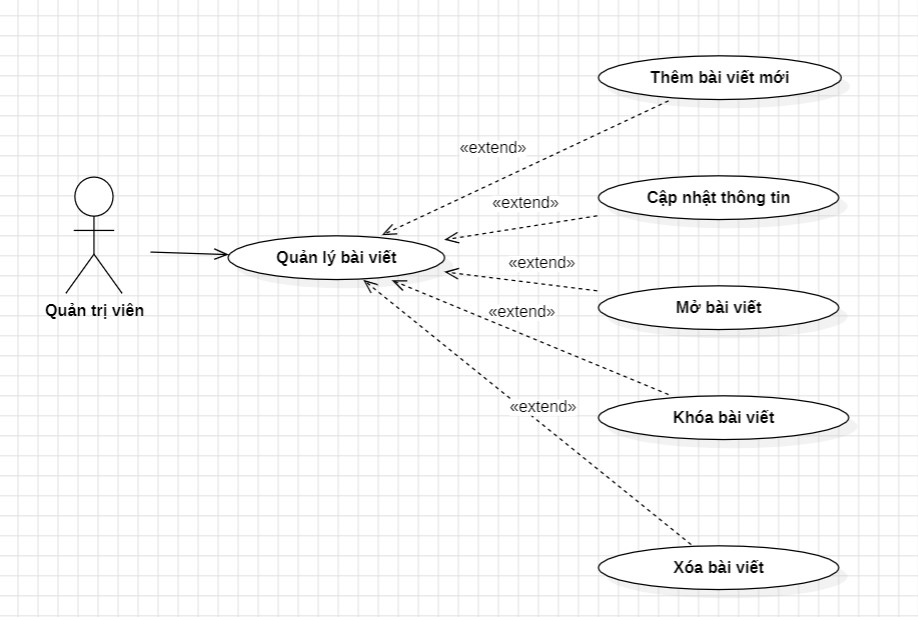 Thêm bài viết mới
«extend»
Cập nhật thông tin
«extend»
Quản lý bài viết
«extend»
Mở bài viết
Quản trị viên
«extend»
Khóa bài viết
«extend»
Xóa bài viết